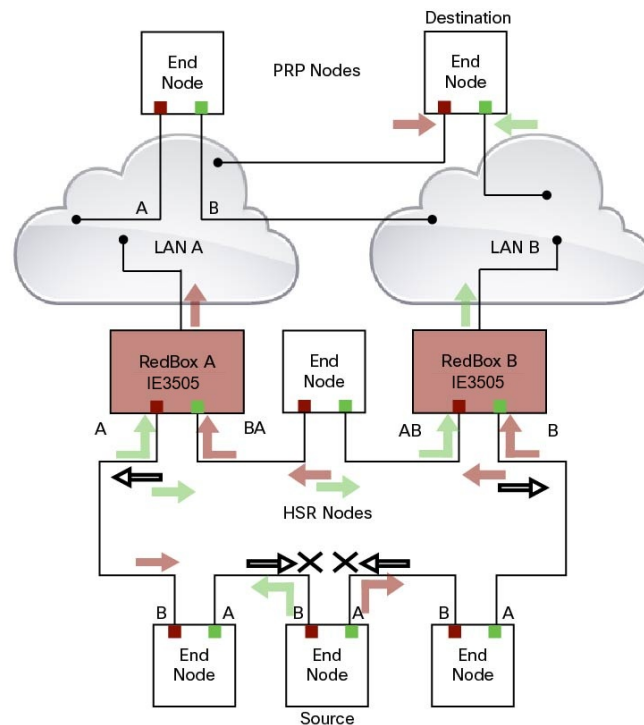 Destination
End
Node
PRP Nodes
End
Node
A
B
LAN A
LAN B
RedBox A
IE3505
End
Node
RedBox B
IE3505
A
BA
AB
B
HSR Nodes
B
A
B
A
B
A
End
Node
End
Node
End
Node
Source